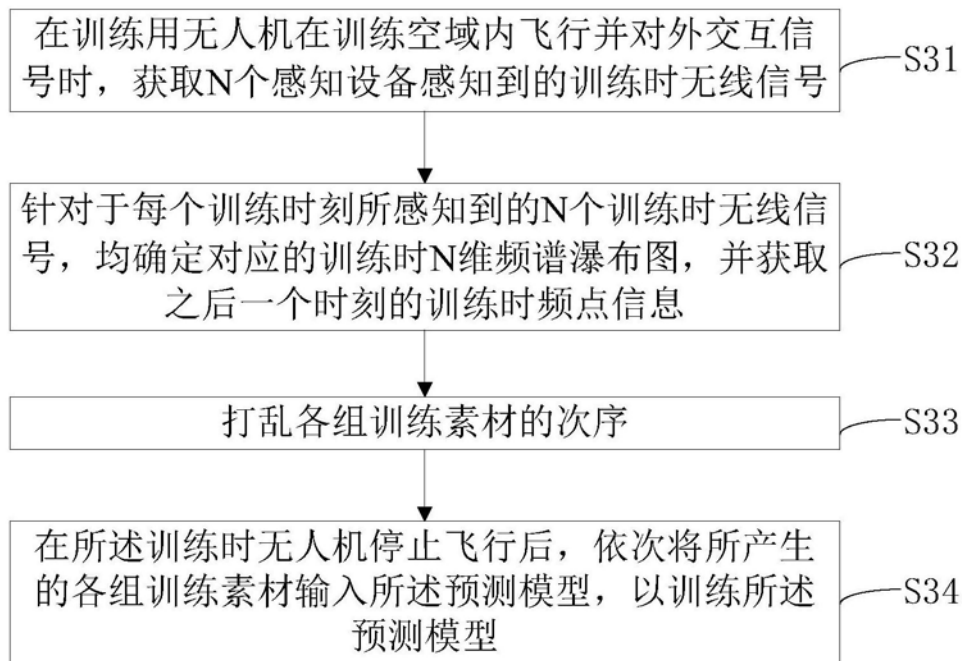 在训练用无人机在训练空域内飞行并对外交互信
号时，获取N个感知设备感知到的训练时无线信号
S31
针对于每个训练时刻所感知到的N个训练时无线信
号，均确定对应的训练时N维频谱瀑布图，并获取
之后一个时刻的训练时频点信息
S32
打乱各组训练素材的次序
S33
在所述训练时无人机停止飞行后，依次将所产生
的各组训练素材输入所述预测模型，以训练所述
预测模型
S34